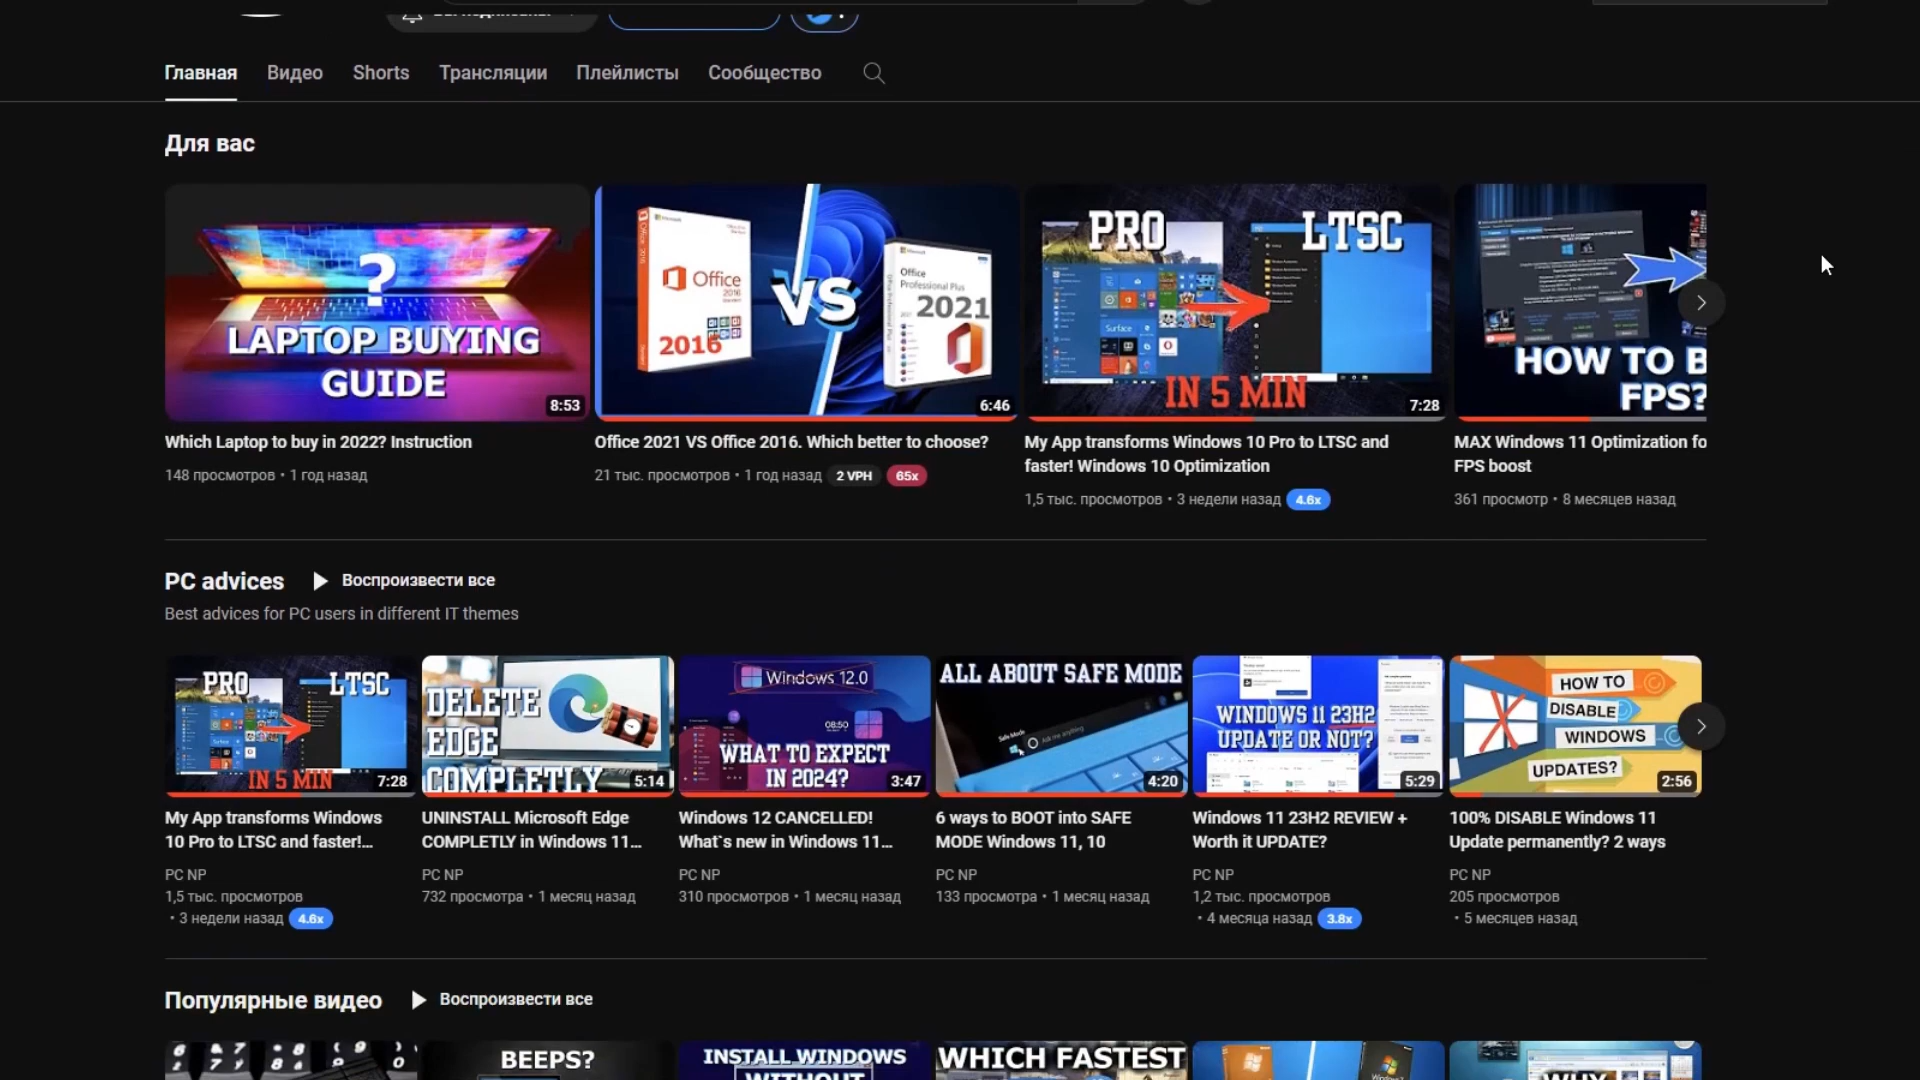 Главная Видео Shorts Трансляции Плейлисты Сообщество
Для вас
?
LAPTOP BUYING
GUIDE
8:53
Office
2016
2016
VS
Office
Professional Plus
2021
6:46
PRO LTSC
Surface
IN 5 MIN
7:28
HOW TO B
FPS?
Which Laptop to buy in 2022? Instruction
148 просмотров • 1 год назад
Office 2021 VS Office 2016. Which better to choose?
21 тыс. просмотров • 1 год назад 2 VPH 65x
My App transforms Windows 10 Pro to LTSC and
faster! Windows 10 Optimization
1,5 тыс. просмотров • 3 недели назад 4.6x
MAX Windows 11 Optimization fo
FPS boost
361 просмотр • 8 месяцев назад
PC advices Воспроизвести все
Best advices for PC users in different IT themes
PRO LTSC
IN 5 MIN
7:28
DELETE
EDGE
COMPLETLY
5:14
Windows 12.0
08:50
WHAT TO EXPECT
IN 2024?
3:47
ALL ABOUT SAFE MODE
Safe Mode
Ask me anything
4:20
WINDOWS 11 23H2
UPDATE OR NOT?
5:29
HOW TO
DISABLE
WINDOWS
UPDATES?
2:56
My App transforms Windows
10 Pro to LTSC and faster!...
PC NP
1,5 тыс. просмотров
• 3 недели назад 4.6x
UNINSTALL Microsoft Edge
COMPLETLY in Windows 11...
PC NP
732 просмотра • 1 месяц назад
Windows 12 CANCELLED!
What`s new in Windows 11...
PC NP
310 просмотров • 1 месяц назад
6 ways to BOOT into SAFE
MODE Windows 11, 10
PC NP
133 просмотра • 1 месяц назад
Windows 11 23H2 REVIEW +
Worth it UPDATE?
PC NP
1,2 тыс. просмотров
• 4 месяца назад 3.8x
100% DISABLE Windows 11
Update permanently? 2 ways
PC NP
205 просмотров
• 5 месяцев назад
Популярные видео Воспроизвести все
BEEPS?
INSTALL WINDOWS
WITHOUT
WHICH FASTEST
WHY